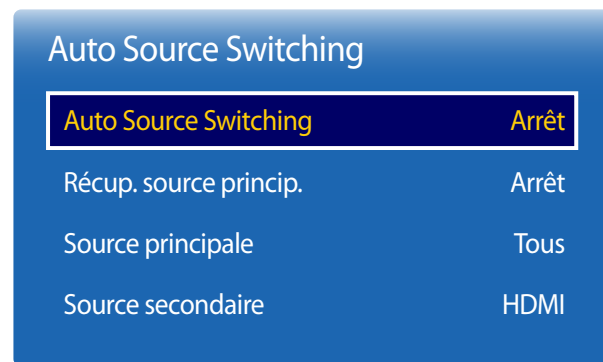 Auto Source Switching
Auto Source Switching Arrêt
Récup. source princip. Arrêt
Source principale Tous
Source secondaire HDMI